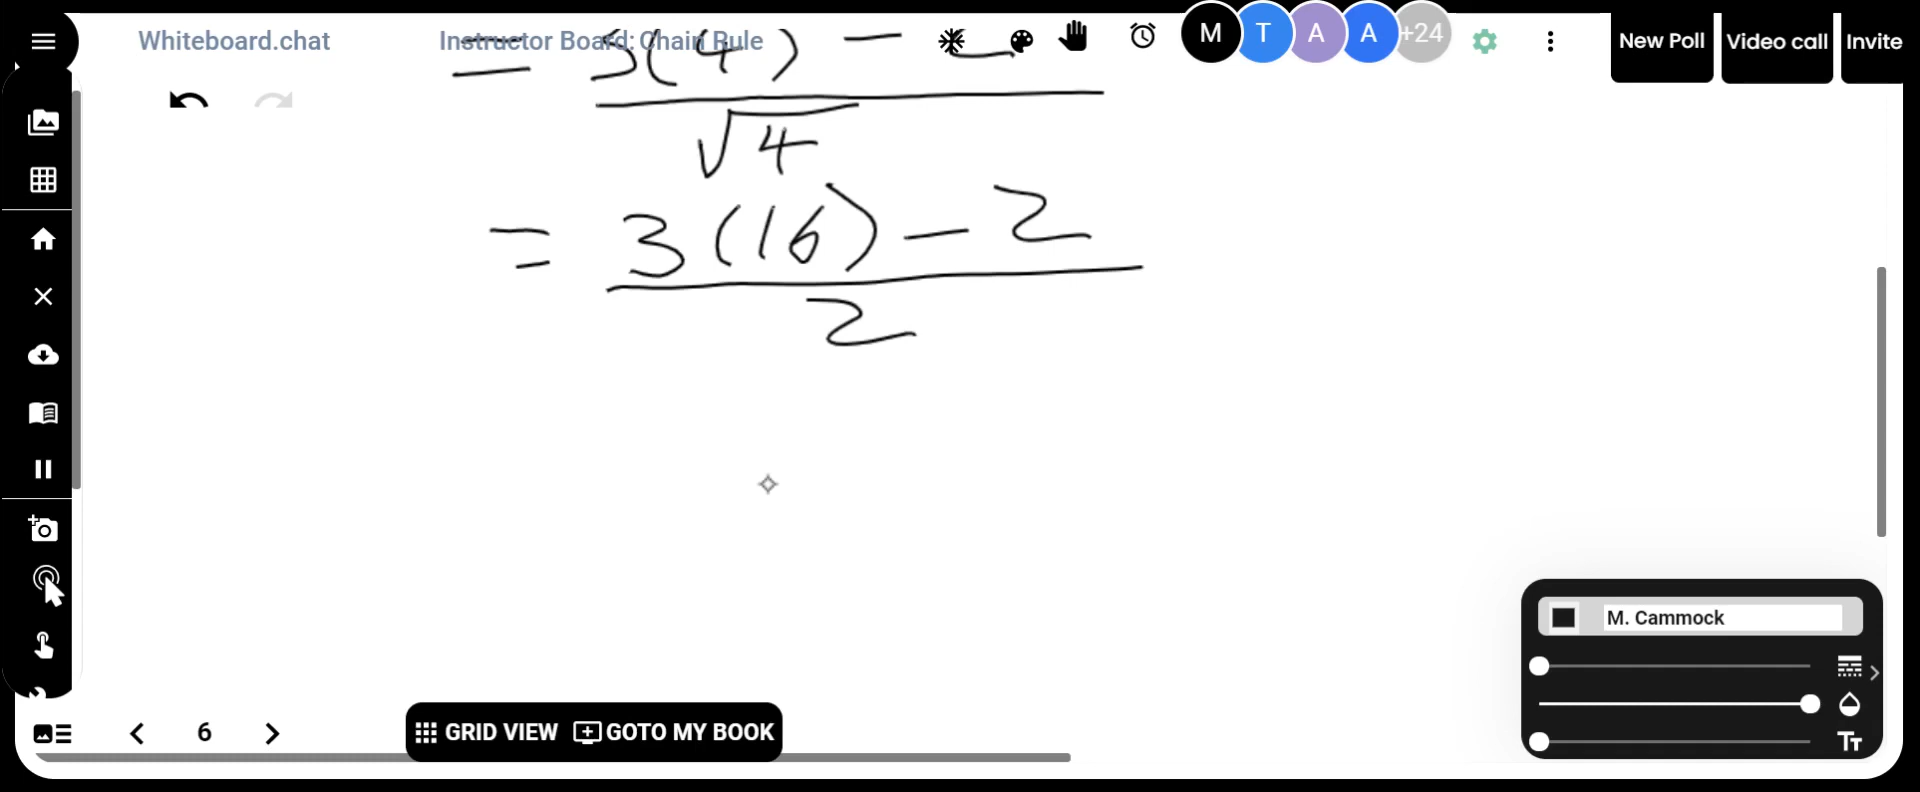 Whiteboard.chat Instructor Board: Chain Rule M T A A +24 New Poll Video call Invite
= 3(4) -
√4
= 3(16) - 2
2
M. Cammock
6 GRID VIEW GOTO MY BOOK
Tт